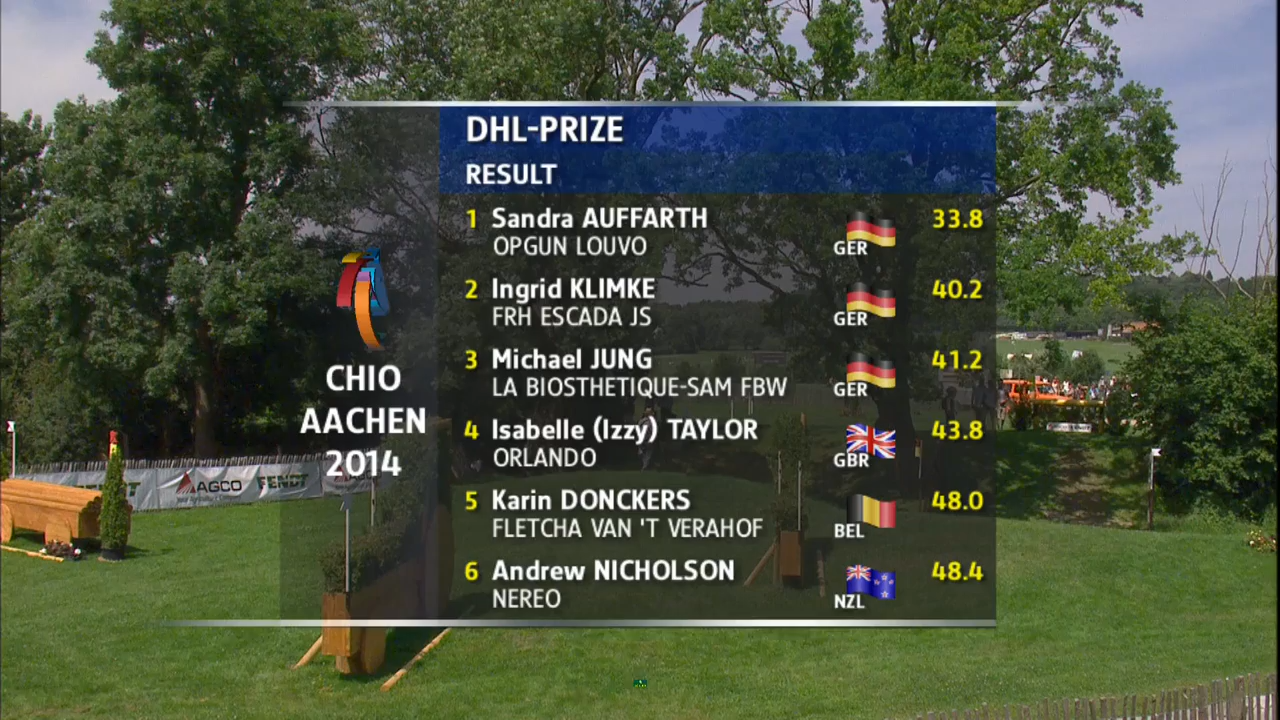 DHL-PRIZE
RESULT
1 Sandra AUFFARTH GER 33.8
OPGUN LOUVO
2 Ingrid KLIMKE GER 40.2
FRH ESCADA JS
3 Michael JUNG GER 41.2
LA BIOSTHETIQUE-SAM FBW
4 Isabelle (Izzy) TAYLOR GBR 43.8
ORLANDO
5 Karin DONCKERS BEL 48.0
FLETCHA VAN 'T VERAHOF
6 Andrew NICHOLSON NZL 48.4
NEREO
CHIO
AACHEN
2014
AGCO FENDT